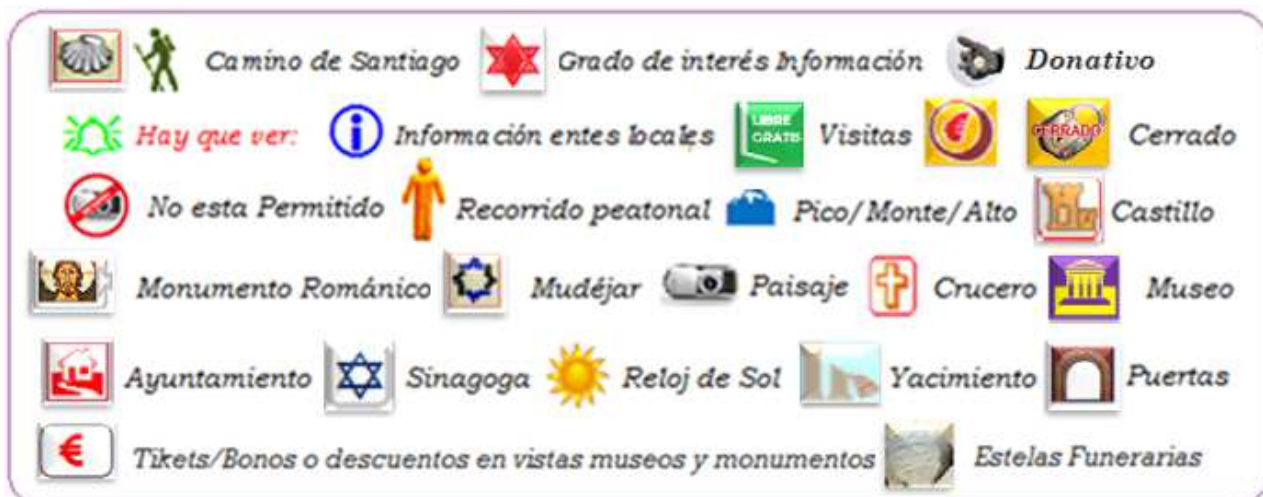 Camino de Santiago Grado de interés Información Donativo
Hay que ver: Información entes locales LIBRE GRATIS Visitas € CERRADO Cerrado
No esta Permitido Recorrido peatonal Pico/Monte/Alto Castillo
Monumento Románico Mudéjar Paisaje Crucero Museo
Ayuntamiento Sinagoga Reloj de Sol Yacimiento Puertas
€ Tikets/Bonos o descuentos en vistas museos y monumentos Estelas Funerarias